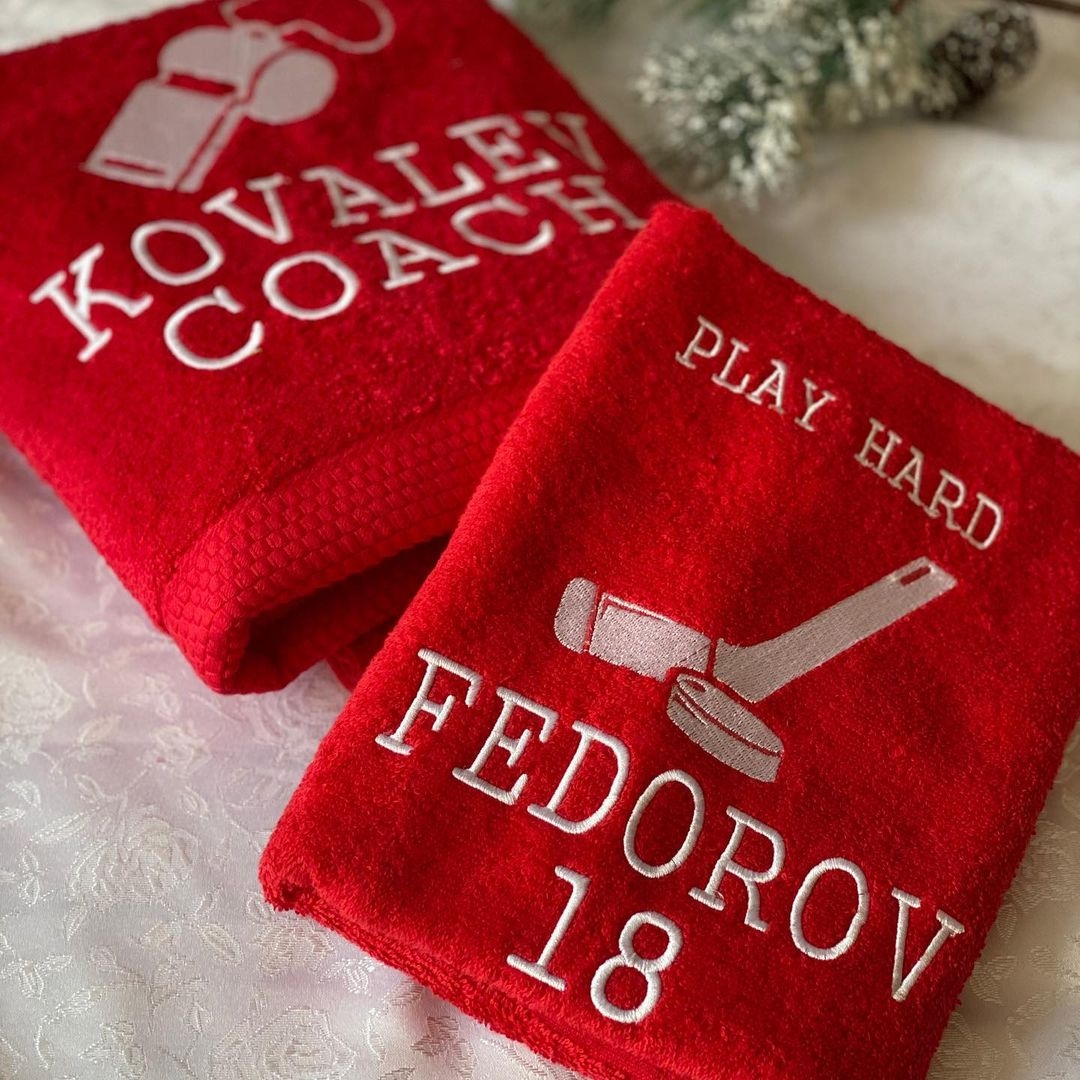 KOVALEV
COACH
PLAY HARD
FEDOROV
18